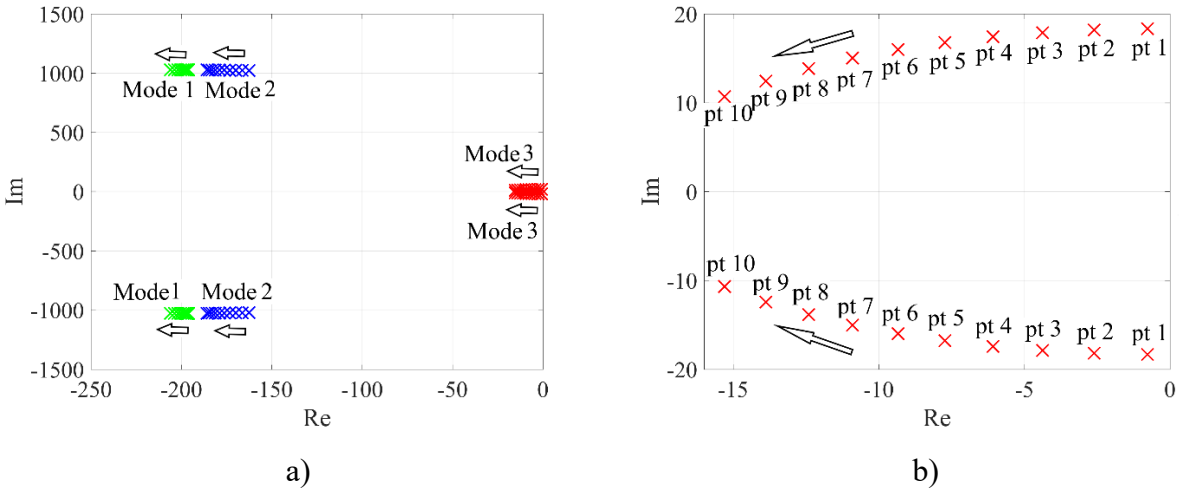 1500
1000
500
0
-500
-1000
-1500
Im
-250
-200
-150
-100
-50
0
Re
Mode 1
Mode 2
Mode 3
Mode 3
Mode1
Mode 2
a)
20
10
0
-10
-20
Im
-15
-10
-5
0
Re
pt 10
pt 9
pt 8
pt 7
pt 6
pt 5
pt 4
pt 3
pt 2
pt 1
pt 10
pt 9
pt 8
pt 7
pt 6
pt 5
pt 4
pt 3
pt 2
pt 1
b)